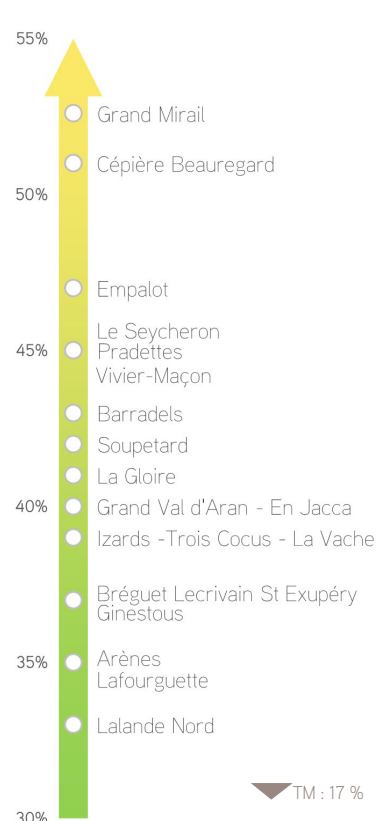 55%
Grand Mirail
Cépière Beauregard
50%
Empalot
Le Seycheron
45%
Pradettes
Vivier-Maçon
Barradels
Soupetard
La Gloire
40%
Grand Val d'Aran - En Jacca
Izards -Trois Cocus - La Vache
Bréguet Lecrivain St Exupéry
Ginestous
Arènes
35%
Lafourguette
Lalande Nord
TM : 17 %
30%